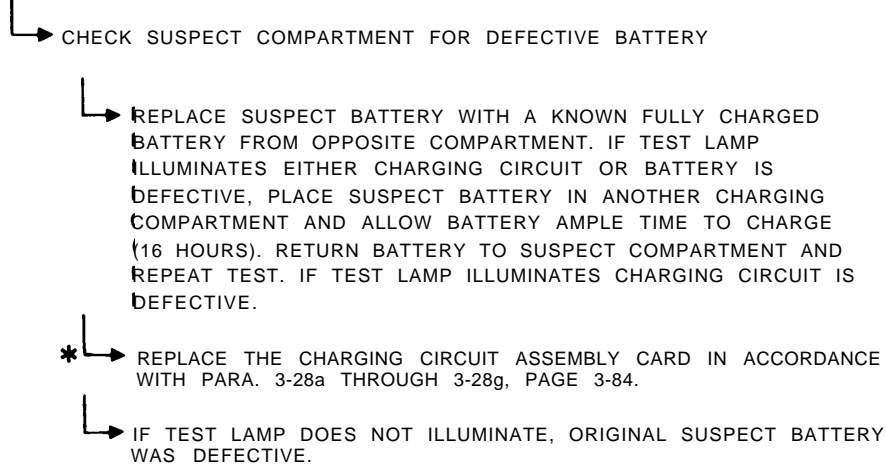 CHECK SUSPECT COMPARTMENT FOR DEFECTIVE BATTERY
REPLACE SUSPECT BATTERY WITH A KNOWN FULLY CHARGED
BATTERY FROM OPPOSITE COMPARTMENT. IF TEST LAMP
ILLUMINATES EITHER CHARGING CIRCUIT OR BATTERY IS
DEFECTIVE, PLACE SUSPECT BATTERY IN ANOTHER CHARGING
COMPARTMENT AND ALLOW BATTERY AMPLE TIME TO CHARGE
(16 HOURS). RETURN BATTERY TO SUSPECT COMPARTMENT AND
REPEAT TEST. IF TEST LAMP ILLUMINATES CHARGING CIRCUIT IS
DEFECTIVE.
* REPLACE THE CHARGING CIRCUIT ASSEMBLY CARD IN ACCORDANCE
WITH PARA. 3-28a THROUGH 3-28g, PAGE 3-84.
IF TEST LAMP DOES NOT ILLUMINATE, ORIGINAL SUSPECT BATTERY
WAS DEFECTIVE.